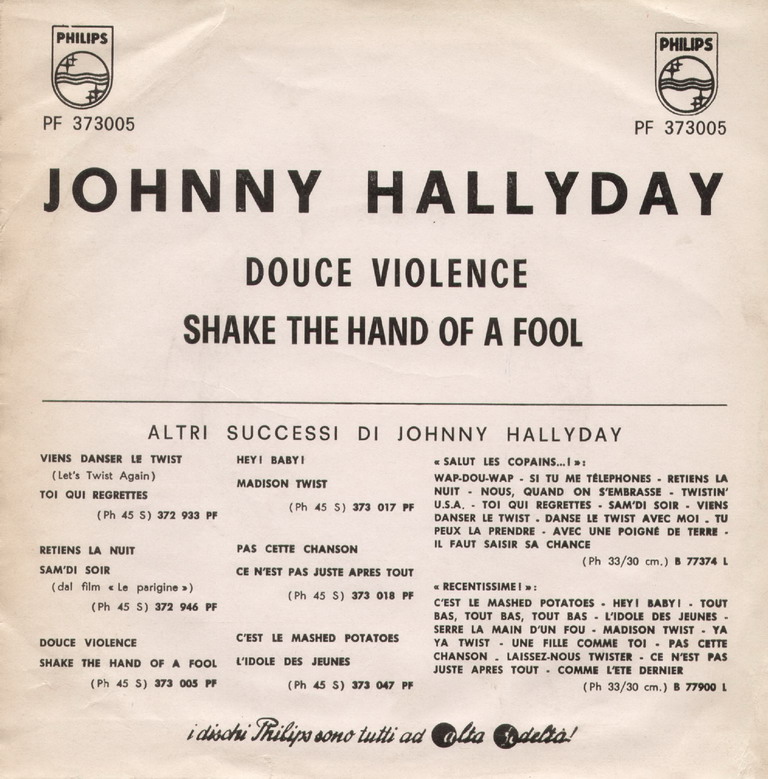 PHILIPS
PF 373005
PHILIPS
PF 373005
JOHNNY HALLYDAY
DOUCE VIOLENCE
SHAKE THE HAND OF A FOOL
ALTRI SUCCESSI DI JOHNNY HALLYDAY
VIENS DANSER LE TWIST
(Let's Twist Again)
TOI QUI REGRETTES
(Ph 45 S) 372 933 PF
RETIENS LA NUIT
SAM'DI SOIR
(dal film « Le parigine »)
(Ph 45 S) 372 946 PF
DOUCE VIOLENCE
SHAKE THE HAND OF A FOOL
(Ph 45 S) 373 005 PF
HEY! BABY!
MADISON TWIST
(Ph 45 S) 373 017 PF
PAS CETTE CHANSON
CE N'EST PAS JUSTE APRES TOUT
(Ph 45 S) 373 018 PF
C'EST LE MASHED POTATOES
L'IDOLE DES JEUNES
(Ph 45 S) 373 047 PF
« SALUT LES COPAINS...! »:
WAP-DOU-WAP - SI TU ME TÉLEPHONES - RETIENS LA
NUIT - NOUS, QUAND ON S'EMBRASSE - TWISTIN'
U.S.A. - TOI QUI REGRETTES - SAM'DI SOIR - VIENS
DANSER LE TWIST - DANSE LE TWIST AVEC MOI - TU
PEUX LA PRENDRE - AVEC UNE POIGNÉ DE TERRE -
IL FAUT SAISIR SA CHANCE
(Ph 33/30 cm.) B 77374 L
« RECENTISSIME! »:
C'EST LE MASHED POTATOES - HEY! BABY! - TOUT
BAS, TOUT BAS, TOUT BAS - L'IDOLE DES JEUNES -
SERRE LA MAIN D'UN FOU - MADISON TWIST - YA
YA TWIST - UNE FILLE COMME TOI - PAS CETTE
CHANSON - LAISSEZ-NOUS TWISTER - CE N'EST PAS
JUSTE APRES TOUT - COMME L'ETE DERNIER
(Ph 33/30 cm.) B 77900 L
i dischi Philips sono tutti ad alta fedeltà!